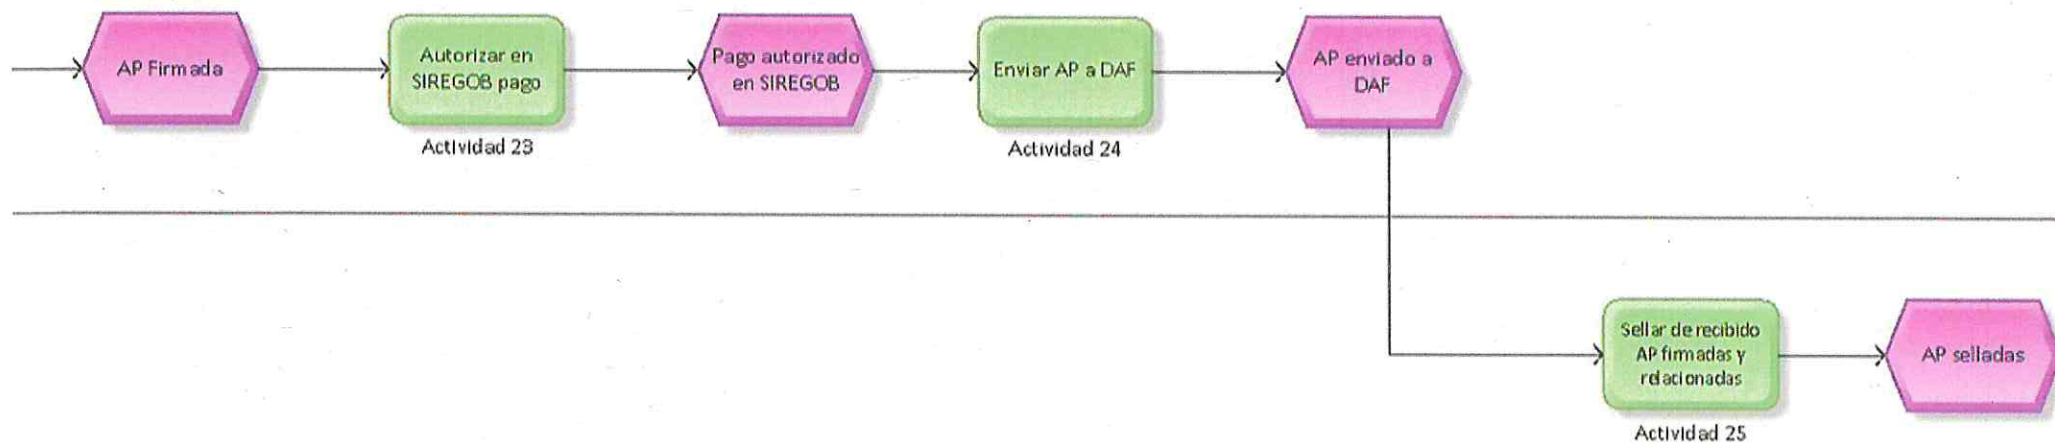 AP Firmada
Autorizar en
SIREGOB pago
Actividad 23
Pago autorizado
en SIREGOB
Enviar AP a DAF
Actividad 24
AP enviado a
DAF
Sellar de recibido
AP firmadas y
relacionadas
Actividad 25
AP selladas